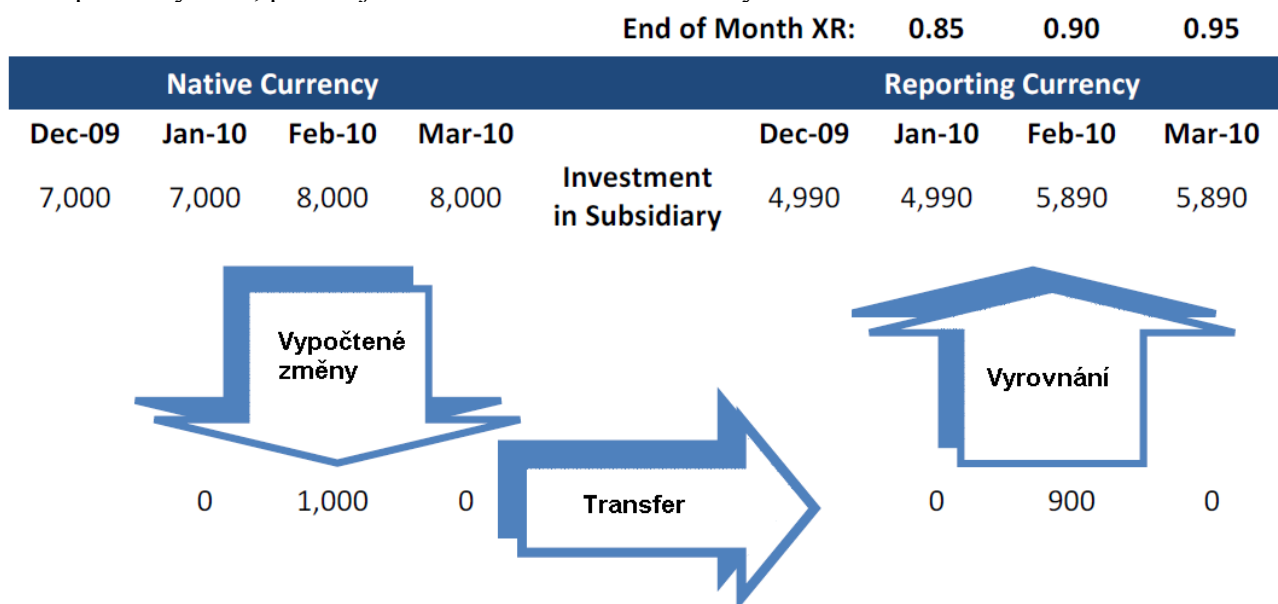 End of Month XR: 0.85 0.90 0.95
Native Currency Reporting Currency
Dec-09 Jan-10 Feb-10 Mar-10 Dec-09 Jan-10 Feb-10 Mar-10
7,000 7,000 8,000 8,000 Investment in Subsidiary 4,990 4,990 5,890 5,890
Vypočtené
změny
Vyrovnání
0 1,000 0 Transfer 0 900 0